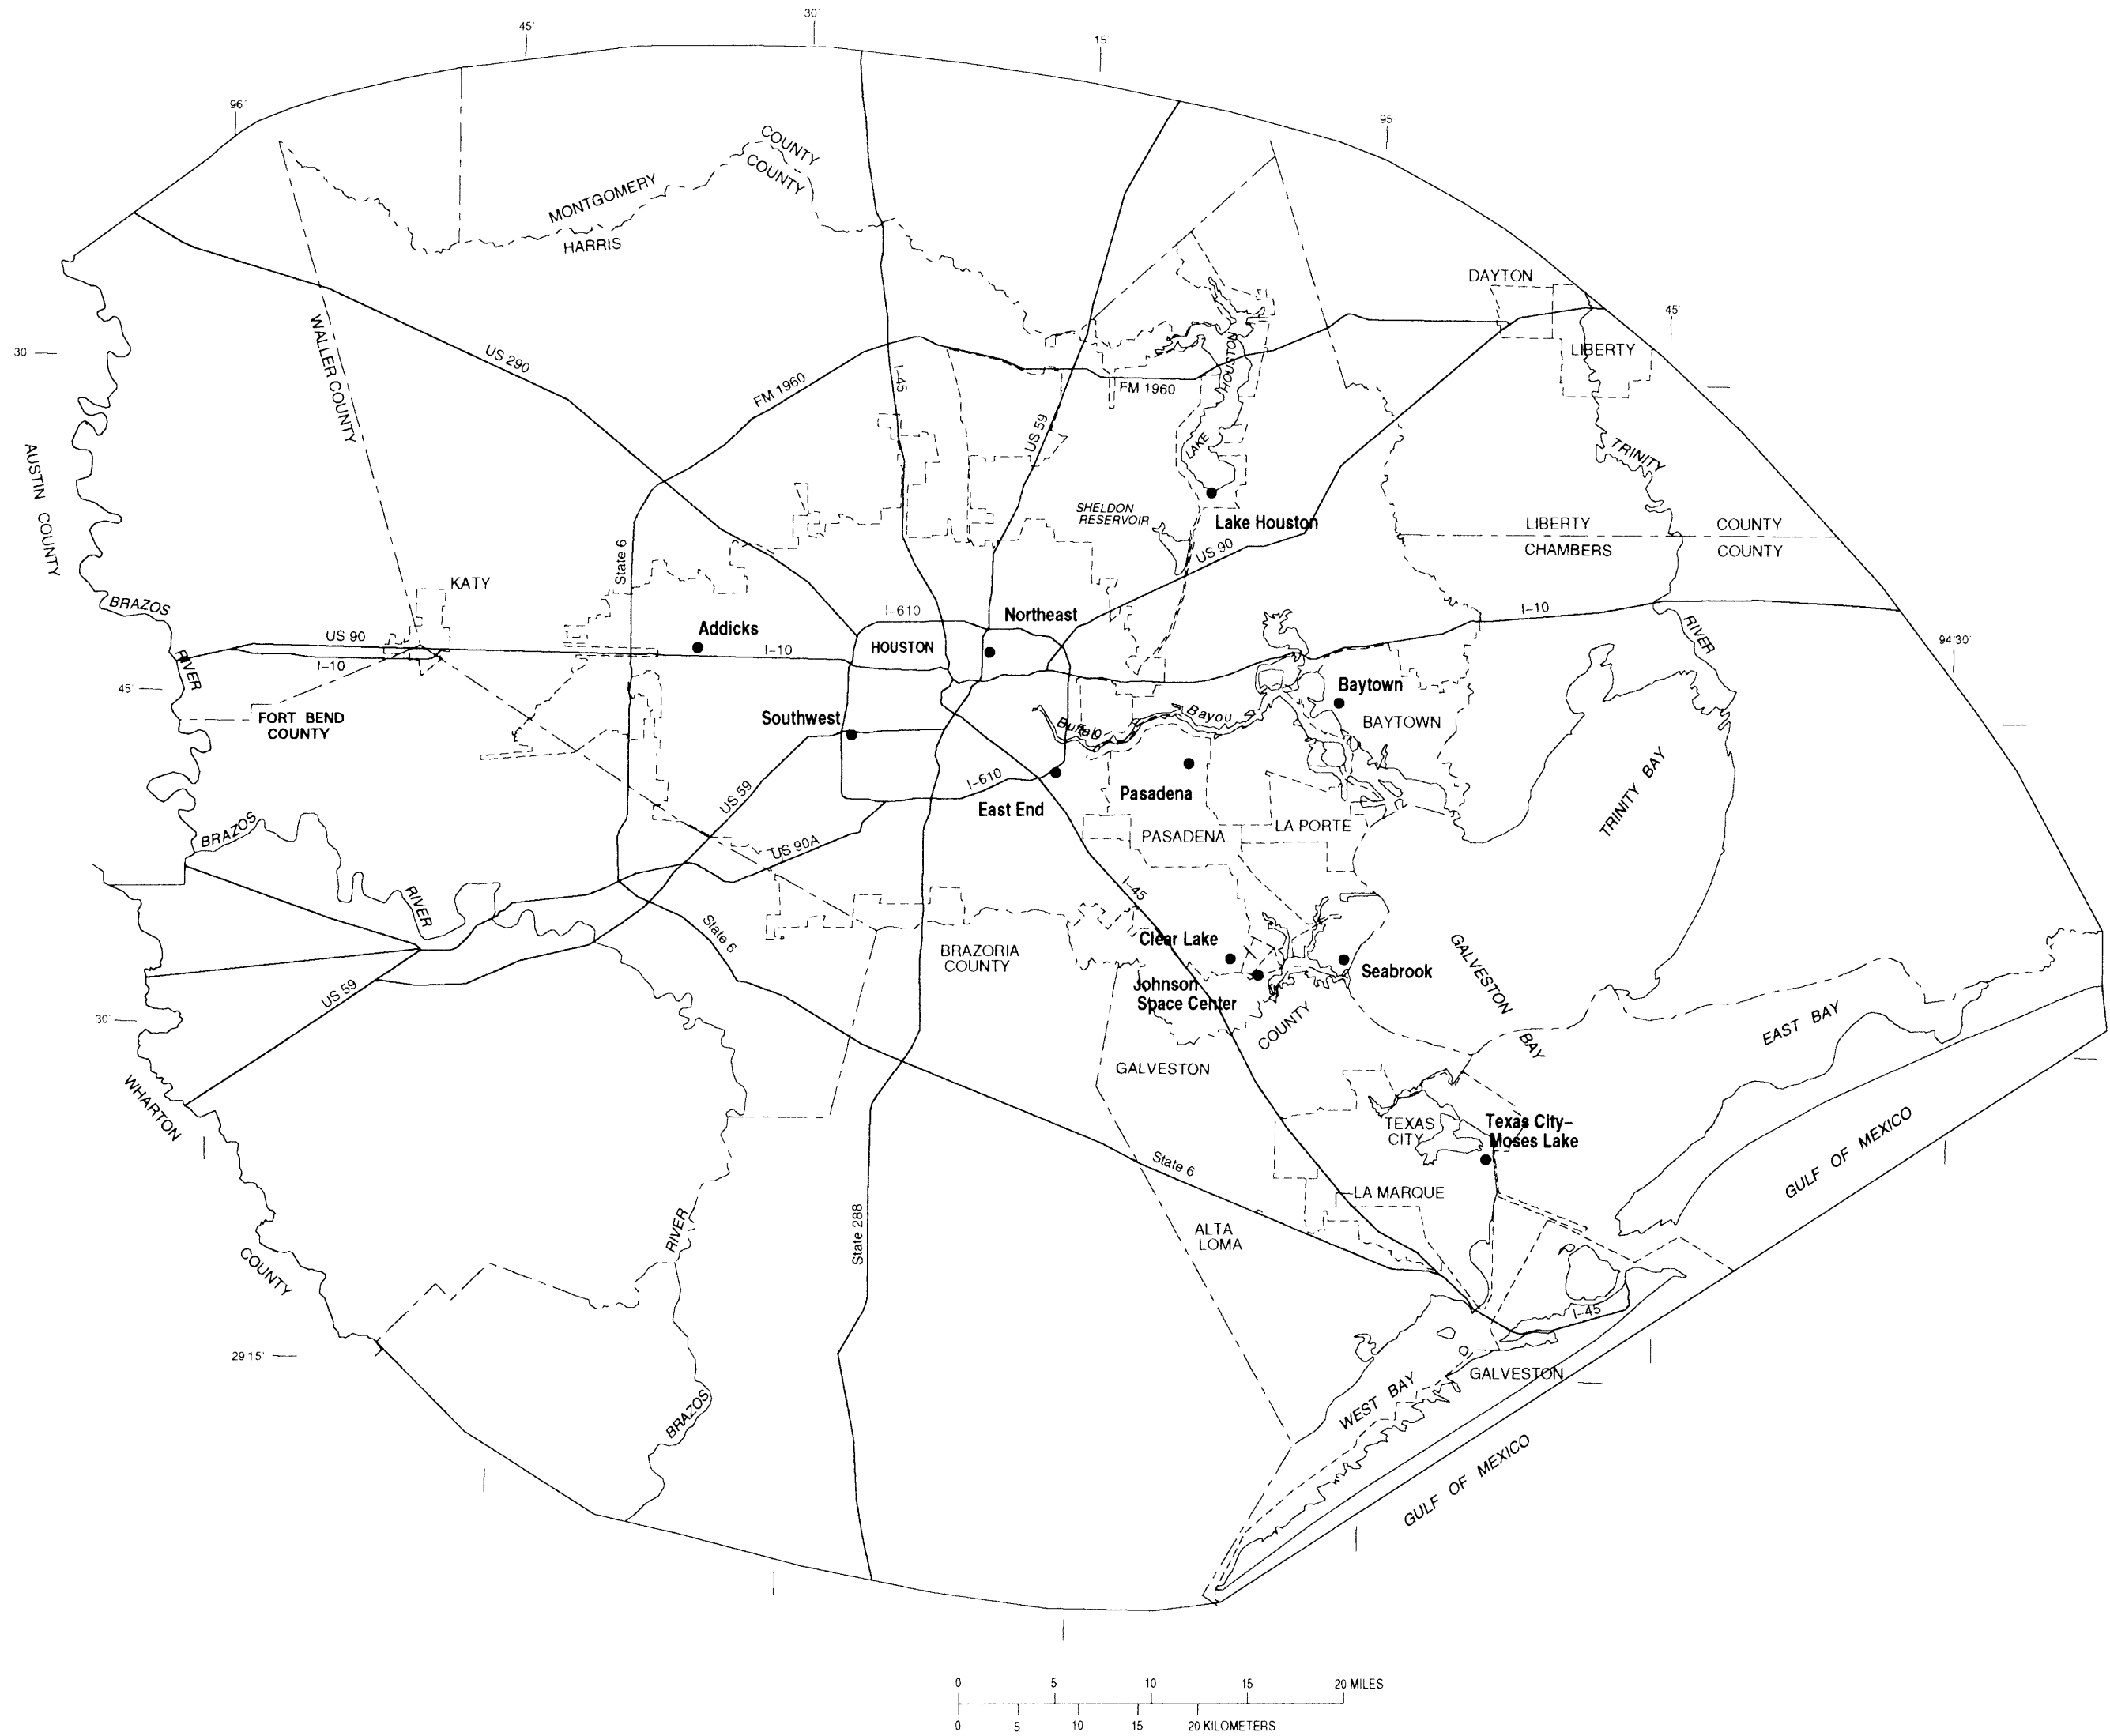 45'
30'
15'
96°
95
COUNTY
COUNTY
MONTGOMERY
HARRIS
DAYTON
45'
30
WALLER COUNTY
US 290
FM 1960
I-45
US 59
FM 1960
LAKE HOUSTON
LIBERTY
TRINITY
AUSTIN COUNTY
SHELDON
RESERVOIR
Lake Houston
US 90
LIBERTY COUNTY
CHAMBERS COUNTY
State 6
KATY
BRAZOS
RIVER
US 90
I-10
Addicks
I-10
I-610
HOUSTON
Northeast
I-10
RIVER
94 30'
45'
FORT BEND
COUNTY
Southwest
Buffalo Bayou
Baytown
BAYTOWN
TRINITY BAY
US 59
I-610
East End
Pasadena
PASADENA
LA PORTE
BRAZOS
RIVER
US 90A
I-45
State 6
BRAZORIA
COUNTY
Clear Lake
Johnson
Space Center
Seabrook
GALVESTON BAY
US 59
30'
COUNTY
GALVESTON
EAST BAY
WHARTON
COUNTY
TEXAS
CITY
Texas City-
Moses Lake
GULF OF MEXICO
State 6
LA MARQUE
RIVER
State 288
ALTA
LOMA
I-45
29 15'
BRAZOS
GALVESTON
WEST BAY
GULF OF MEXICO
0 5 10 15 20 MILES
0 5 10 15 20 KILOMETERS